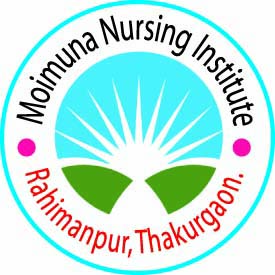 Moimuna Nursing Institute
Rahimanpur, Thakurgaon.